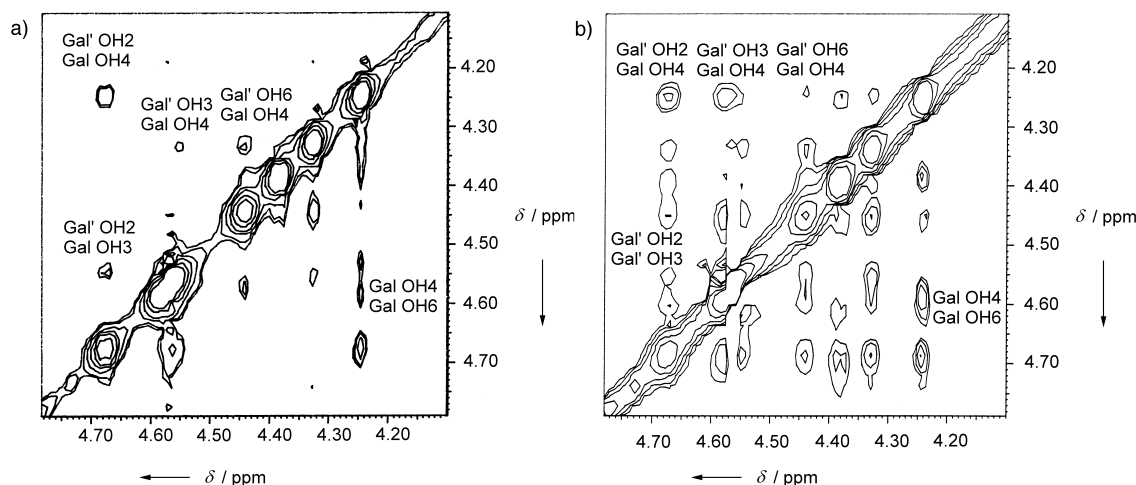 a)
Gal' OH2
Gal OH4
Gal' OH3
Gal OH4
Gal' OH6
Gal OH4
Gal' OH2
Gal OH3
Gal OH4
Gal OH6
4.20
4.30
4.40
4.50
4.60
4.70
δ / ppm
4.70 4.60 4.50 4.40 4.30 4.20
δ / ppm
b)
Gal' OH2
Gal OH4
Gal' OH3
Gal OH4
Gal' OH6
Gal OH4
Gal' OH2
Gal' OH3
Gal OH4
Gal OH6
4.20
4.30
4.40
4.50
4.60
4.70
δ / ppm
4.70 4.60 4.50 4.40 4.30 4.20
δ / ppm